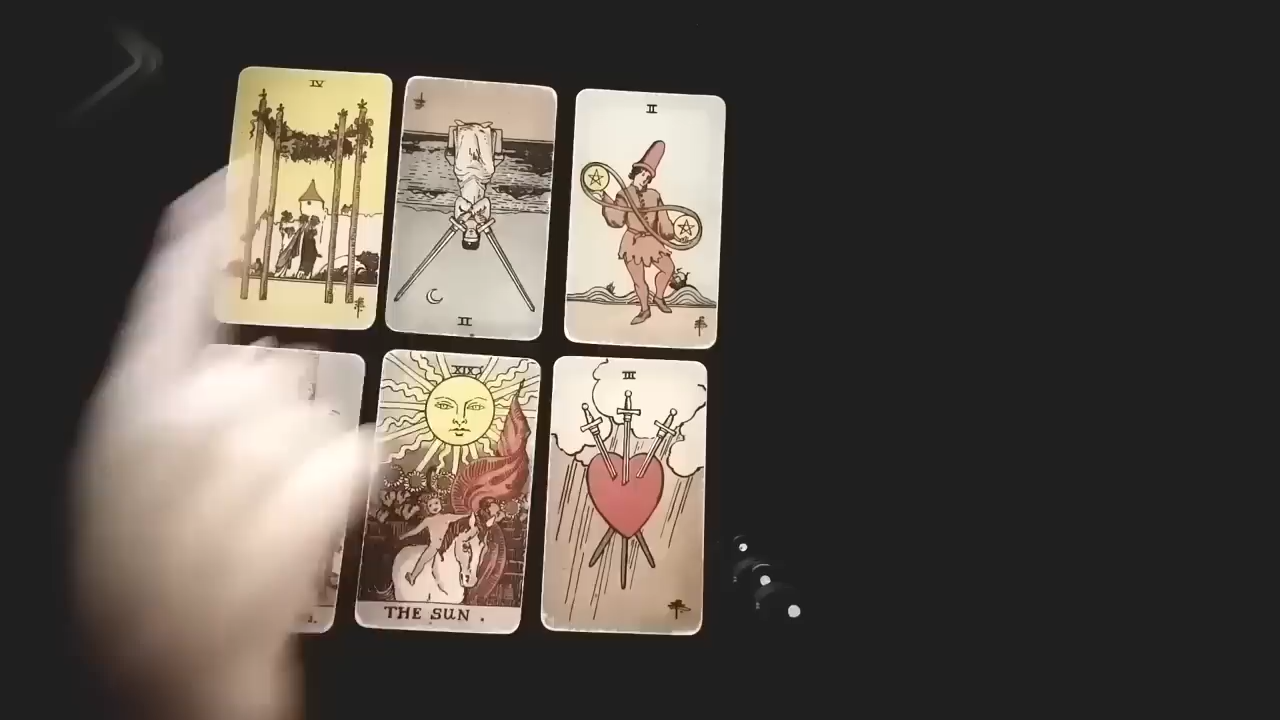 IV
II
II
XIX
III
THE SUN .